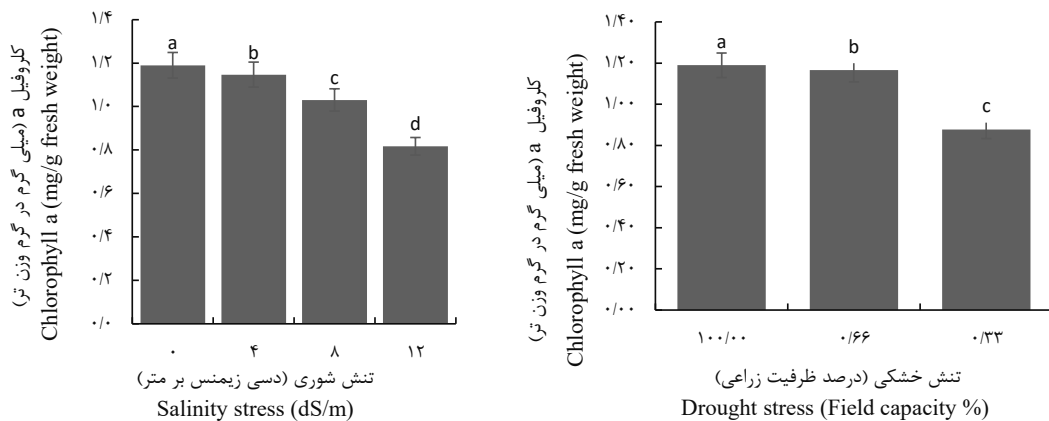 کلروفیل a (میلی گرم در گرم وزن تر)
Chlorophyll a (mg/g fresh weight)
۱/۴
۱/۲
۱/۰
۰/۸
۰/۶
۰/۴
۰/۲
۰/۰
a
b
c
d
۰ ۴ ۸ ۱۲
تنش شوری (دسی زیمنس بر متر)
Salinity stress (dS/m)
کلروفیل a (میلی گرم در گرم وزن تر)
Chlorophyll a (mg/g fresh weight)
۱/۴۰
۱/۲۰
۱/۰۰
۰/۸۰
۰/۶۰
۰/۴۰
۰/۲۰
۰/۰۰
a
b
c
۱۰۰/۰۰ ۰/۶۶ ۰/۳۳
تنش خشکی (درصد ظرفیت زراعی)
Drought stress (Field capacity %)